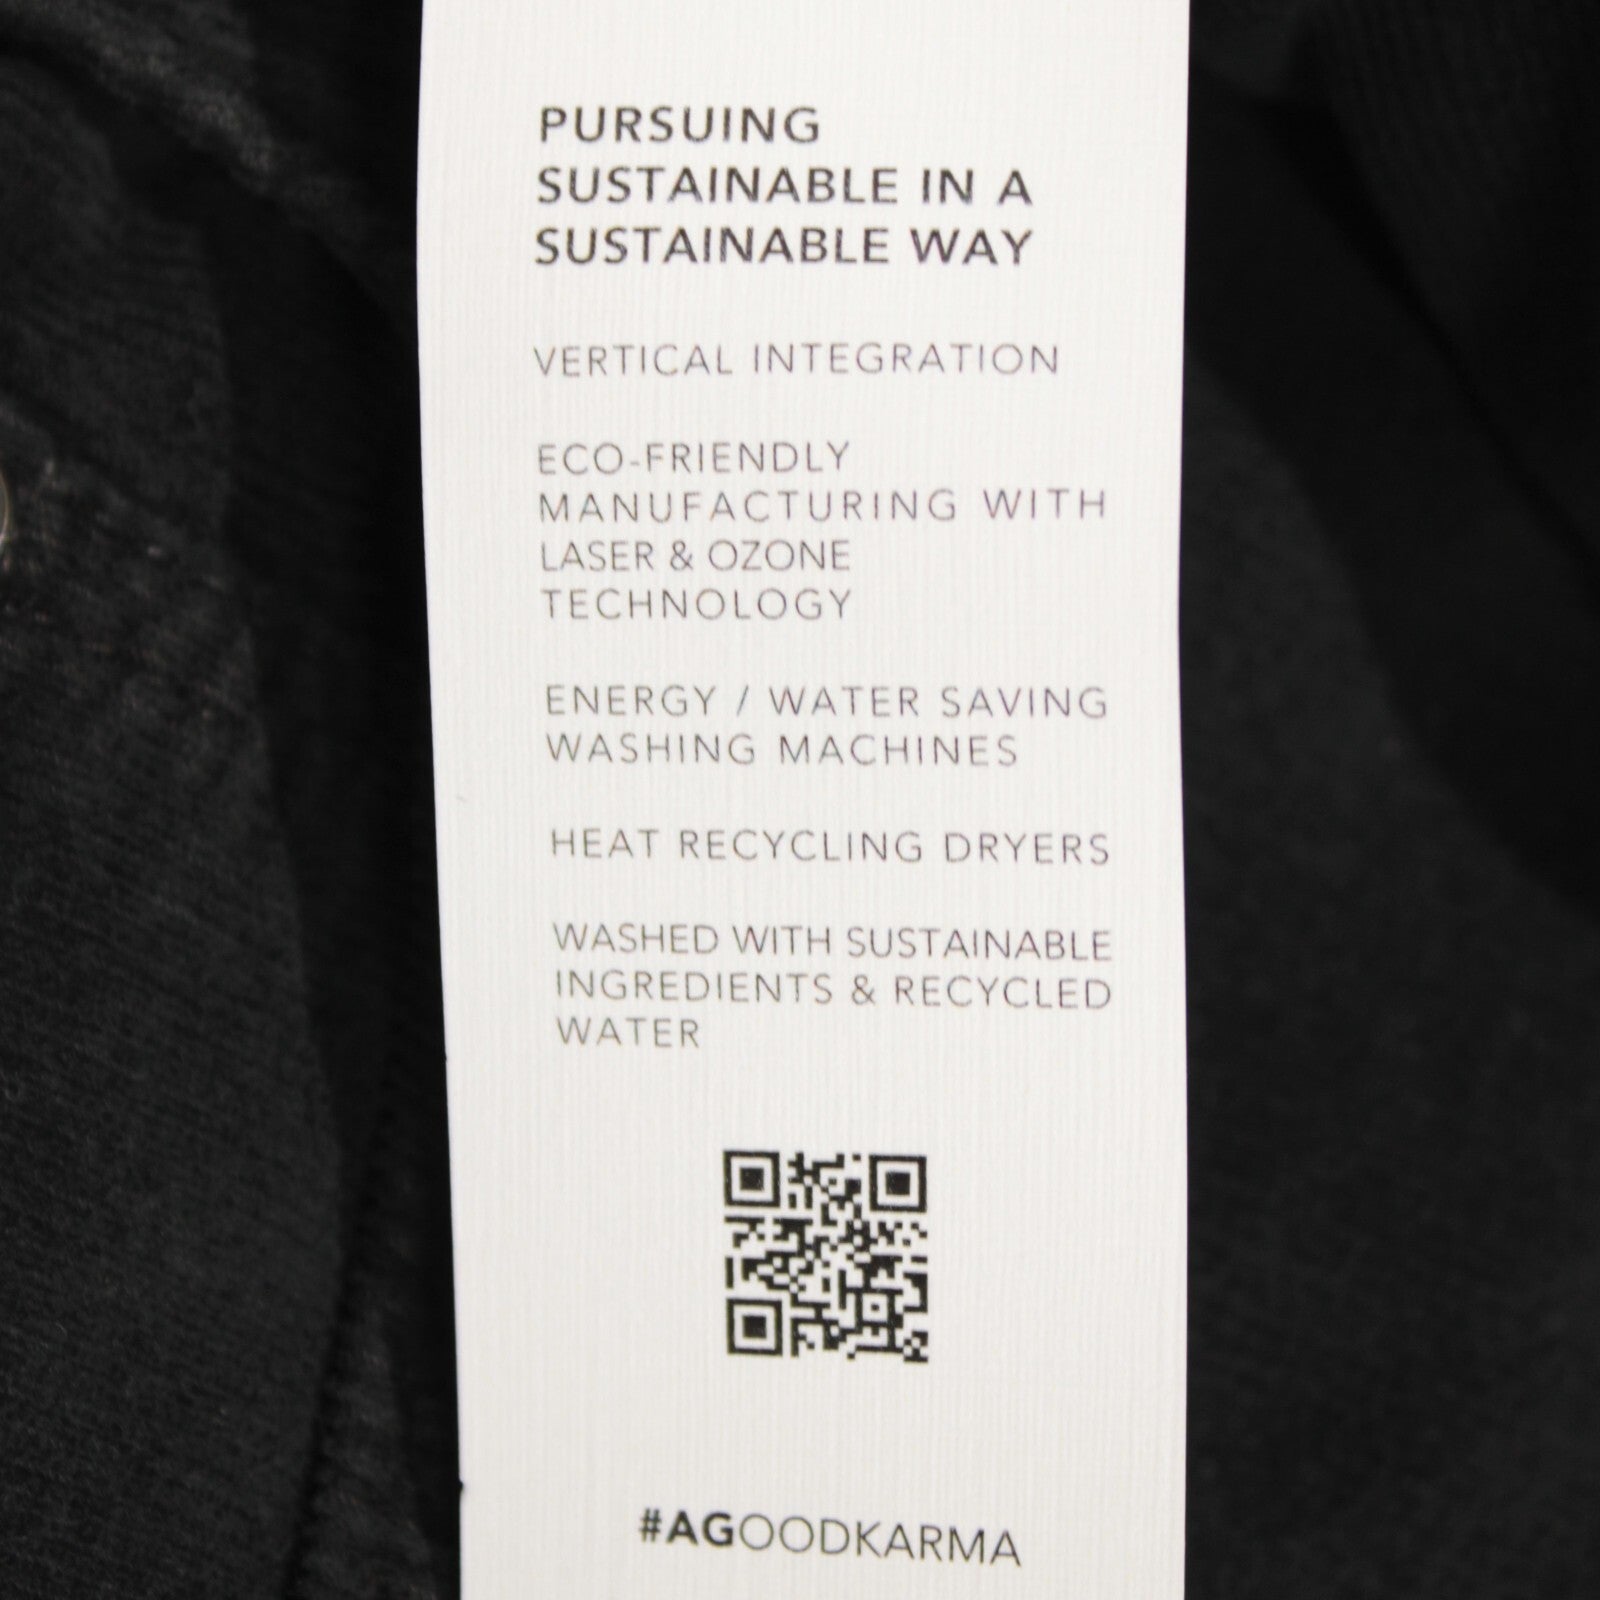 PURSUING
SUSTAINABLE IN A
SUSTAINABLE WAY
VERTICAL INTEGRATION
ECO-FRIENDLY
MANUFACTURING WITH
LASER & OZONE
TECHNOLOGY
ENERGY / WATER SAVING
WASHING MACHINES
HEAT RECYCLING DRYERS
WASHED WITH SUSTAINABLE
INGREDIENTS & RECYCLED
WATER
#AGOODKARMA